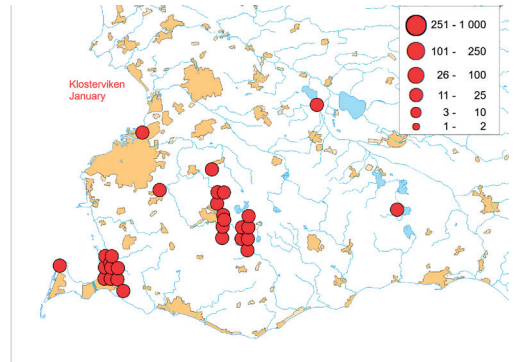 Klosterviken
January
251 - 1 000
101 - 250
26 - 100
11 - 25
3 - 10
1 - 2